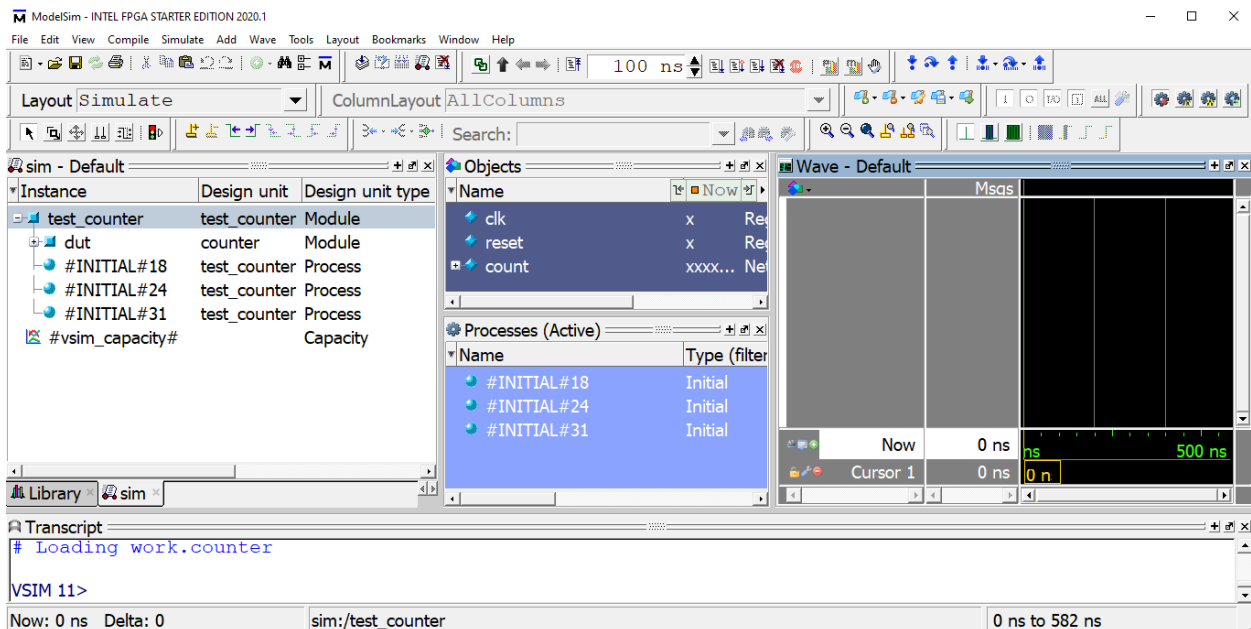 ModelSim - INTEL FPGA STARTER EDITION 2020.1
File Edit View Compile Simulate Add Wave Tools Layout Bookmarks Window Help
100 ns
Layout Simulate
ColumnLayout AllColumns
Search:
sim - Default
Instance Design unit Design unit type
test_counter test_counter Module
dut counter Module
#INITIAL#18 test_counter Process
#INITIAL#24 test_counter Process
#INITIAL#31 test_counter Process
#vsim_capacity# Capacity
Library sim
Objects
Name Now
clk x Re
reset x Re
count xxxx... Net
Processes (Active)
Name Type (filter
#INITIAL#18 Initial
#INITIAL#24 Initial
#INITIAL#31 Initial
Wave - Default
Msgs
Now 0 ns ns 500 ns
Cursor 1 0 ns 0 n
Transcript
# Loading work.counter
VSIM 11>
Now: 0 ns Delta: 0 sim:/test_counter 0 ns to 582 ns